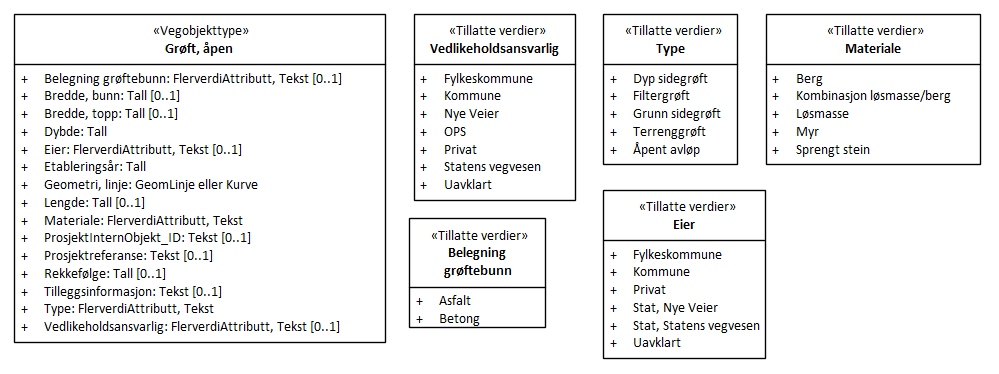 «Vegobjekttype»
Grøft, åpen
+ Belegning grøftebunn: FlerverdiAttributt, Tekst [0..1]
+ Bredde, bunn: Tall [0..1]
+ Bredde, topp: Tall [0..1]
+ Dybde: Tall
+ Eier: FlerverdiAttributt, Tekst [0..1]
+ Etableringsår: Tall
+ Geometri, linje: GeomLinje eller Kurve
+ Lengde: Tall [0..1]
+ Materiale: FlerverdiAttributt, Tekst
+ ProsjektInternObjekt_ID: Tekst [0..1]
+ Prosjektreferanse: Tekst [0..1]
+ Rekkefølge: Tall [0..1]
+ Tilleggsinformasjon: Tekst [0..1]
+ Type: FlerverdiAttributt, Tekst
+ Vedlikeholdsansvarlig: FlerverdiAttributt, Tekst [0..1]
«Tillatte verdier»
Vedlikeholdsansvarlig
+ Fylkeskommune
+ Kommune
+ Nye Veier
+ OPS
+ Privat
+ Statens vegvesen
+ Uavklart
«Tillatte verdier»
Type
+ Dyp sidegrøft
+ Filtergrøft
+ Grunn sidegrøft
+ Terrenggrøft
+ Åpent avløp
«Tillatte verdier»
Materiale
+ Berg
+ Kombinasjon løsmasse/berg
+ Løsmasse
+ Myr
+ Sprengt stein
«Tillatte verdier»
Belegning
grøftebunn
+ Asfalt
+ Betong
«Tillatte verdier»
Eier
+ Fylkeskommune
+ Kommune
+ Privat
+ Stat, Nye Veier
+ Stat, Statens vegvesen
+ Uavklart